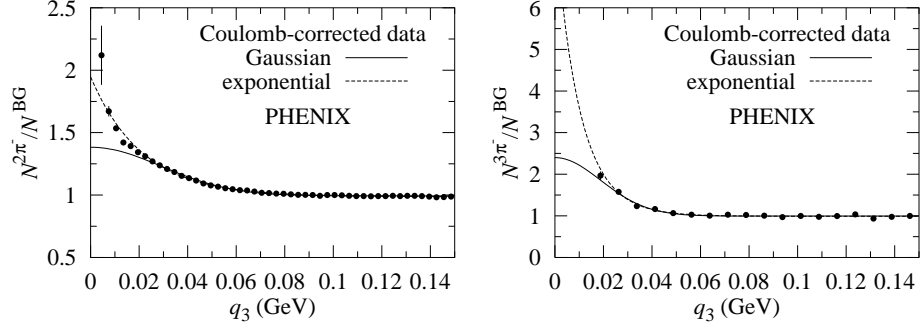 2.5
2
1.5
1
0.5
N^{2π^-}/N^{BG}
Coulomb-corrected data
Gaussian
exponential
PHENIX
0 0.02 0.04 0.06 0.08 0.1 0.12 0.14
q_3 (GeV)
6
5
4
3
2
1
0
N^{3π^-}/N^{BG}
Coulomb-corrected data
Gaussian
exponential
PHENIX
0 0.02 0.04 0.06 0.08 0.1 0.12 0.14
q_3 (GeV)